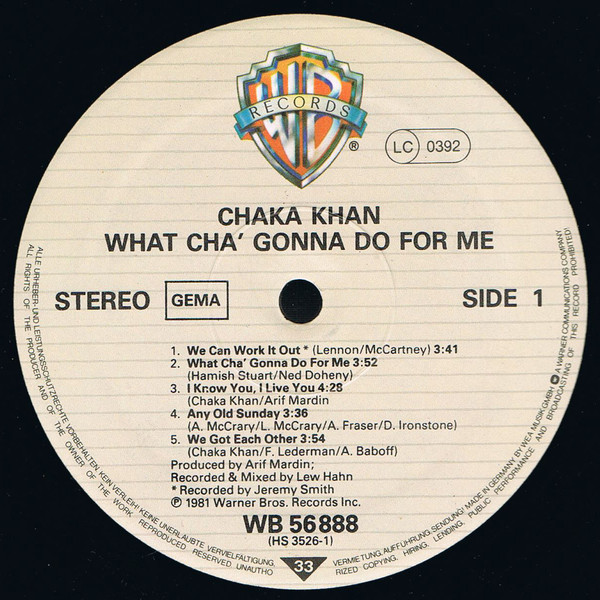 WB
RECORDS
®
LC 0392
CHAKA KHAN
WHAT CHA' GONNA DO FOR ME
STEREO GEMA SIDE 1
1. We Can Work It Out * (Lennon/McCartney) 3:41
2. What Cha' Gonna Do For Me 3:52
(Hamish Stuart/Ned Doheny)
3. I Know You, I Live You 4:28
(Chaka Khan/Arif Mardin
4. Any Old Sunday 3:36
(A. McCrary/L. McCrary/A. Fraser/D. Ironstone)
5. We Got Each Other 3:54
(Chaka Khan/F. Lederman/A. Baboff)
Produced by Arif Mardin;
Recorded & Mixed by Lew Hahn
* Recorded by Jeremy Smith
℗ 1981 Warner Bros. Records Inc.
WB 56 888
(HS 3526-1)
33
ALLE URHEBER- UND LEISTUNGSSCHUTZRECHTE VORBEHALTEN. KEIN VERLEIH! KEINE UNERLAUBTE VERVIELFÄLTIGUNG, VERMIETUNG, AUFFÜHRUNG, SENDUNG! MADE IN GERMANY BY WEA MUSIK GMBH A WARNER COMMUNICATIONS COMPANY
ALL RIGHTS OF THE PRODUCER AND OF THE OWNER OF THE WORK REPRODUCED RESERVED. UNAUTHORIZED COPYING, HIRING, LENDING, PUBLIC PERFORMANCE AND BROADCASTING OF THIS RECORD PROHIBITED!